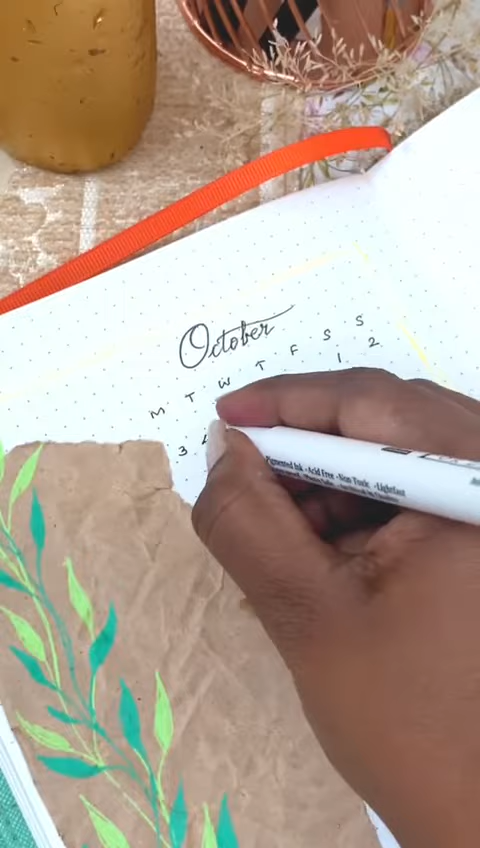 October
M T W T F S S
1 2
3 4
Pigmented Ink - Acid Free - Non Toxic - Lightfast